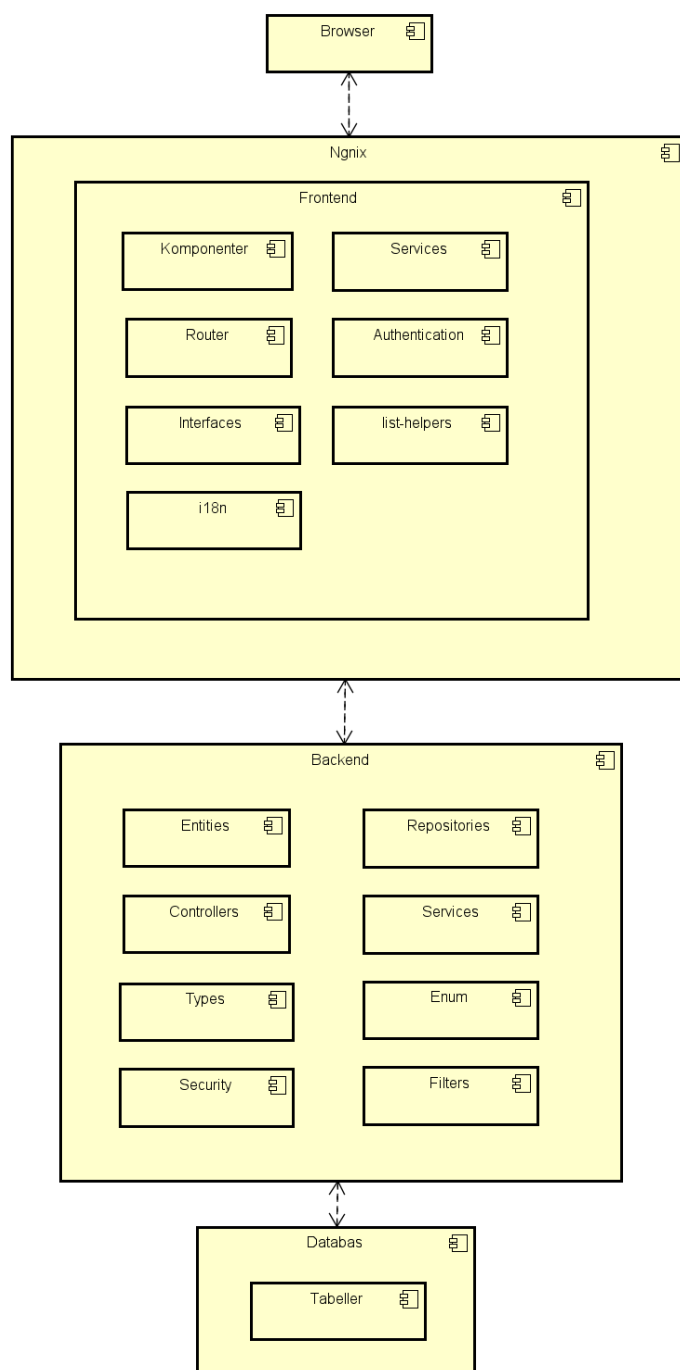 Browser
Ngnix
Frontend
Komponenter
Services
Router
Authentication
Interfaces
list-helpers
i18n
Backend
Entities
Repositories
Controllers
Services
Types
Enum
Security
Filters
Databas
Tabeller